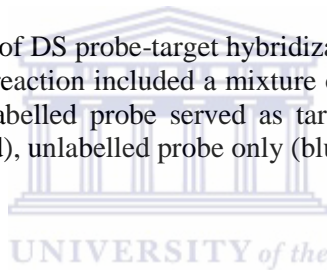 of DS probe-target hybridiza
reaction included a mixture
labelled probe served as tar
), unlabelled probe only (blu
UNIVERSITY of the